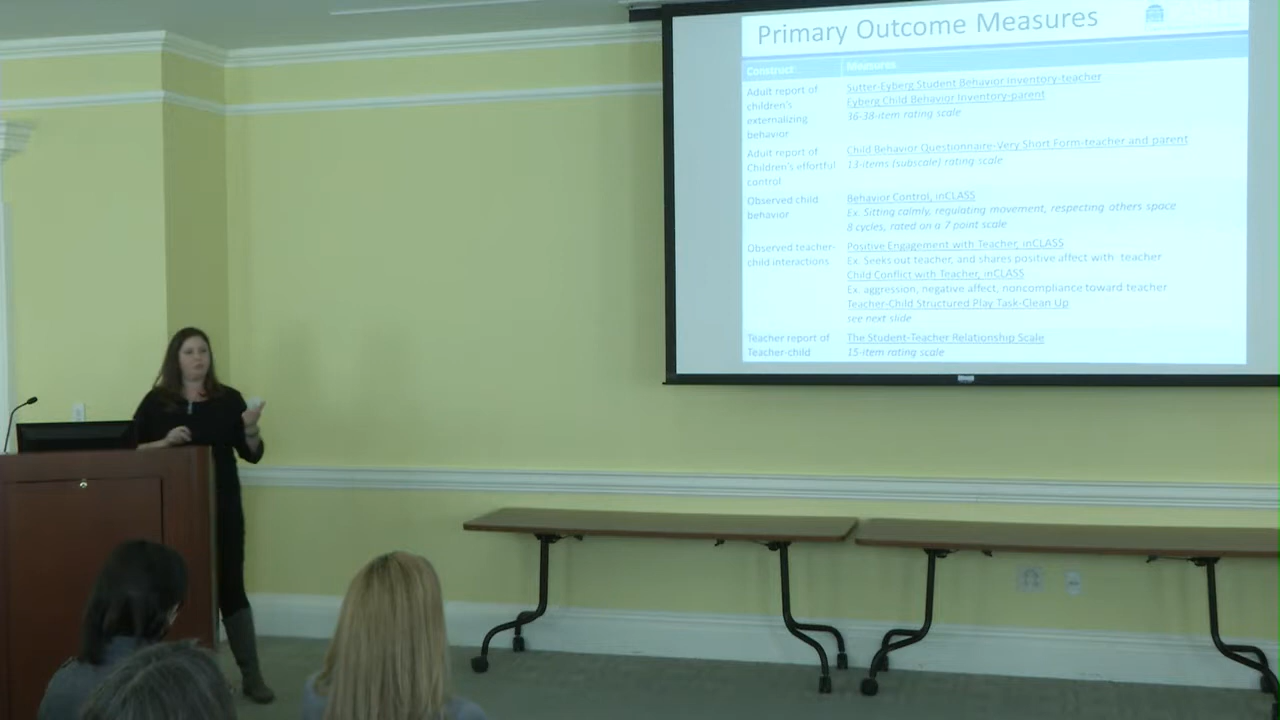 Primary Outcome Measures
Construct
Measures
Adult report of
children's
externalizing
behavior
Sutter-Eyberg Student Behavior Inventory-teacher
Eyberg Child Behavior Inventory-parent
36-38-item rating scale
Adult report of
Children's effortful
control
Child Behavior Questionnaire-Very Short Form-teacher and parent
13-items (subscale) rating scale
Observed child
behavior
Behavior Control, inCLASS
Ex. Sitting calmly, regulating movement, respecting others space
8 cycles, rated on a 7 point scale
Observed teacher-
child interactions
Positive Engagement with Teacher, inCLASS
Ex. Seeks out teacher, and shares positive affect with teacher
Child Conflict with Teacher, inCLASS
Ex. aggression, negative affect, noncompliance toward teacher
Teacher-Child Structured Play Task-Clean Up
see next slide
Teacher report of
Teacher-child
The Student-Teacher Relationship Scale
15-item rating scale